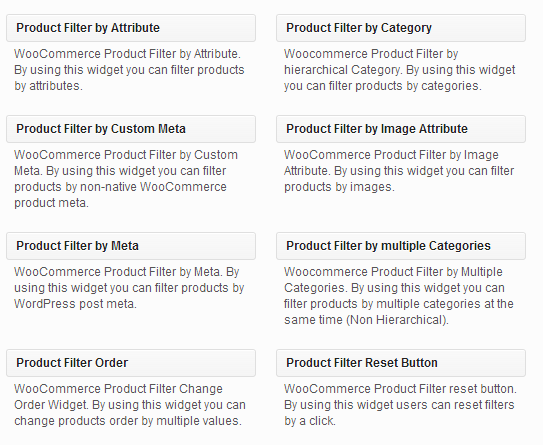 Product Filter by Attribute
WooCommerce Product Filter by Attribute.
By using this widget you can filter products
by attributes.
Product Filter by Category
Woocommerce Product Filter by
hierarchical Category. By using this widget
you can filter products by categories.
Product Filter by Custom Meta
WooCommerce Product Filter by Custom
Meta. By using this widget you can filter
products by non-native WooCommerce
product meta.
Product Filter by Image Attribute
WooCommerce Product Filter by Image
Attribute. By using this widget you can filter
products by images.
Product Filter by Meta
WooCommerce Product Filter by Meta. By
using this widget you can filter products by
WordPress post meta.
Product Filter by multiple Categories
Woocommerce Product Filter by Multiple
Categories. By using this widget you can
filter products by multiple categories at the
same time (Non Hierarchical).
Product Filter Order
WooCommerce Product Filter Change
Order Widget. By using this widget you can
change products order by multiple values.
Product Filter Reset Button
WooCommerce Product Filter reset button.
By using this widget users can reset filters
by a click.